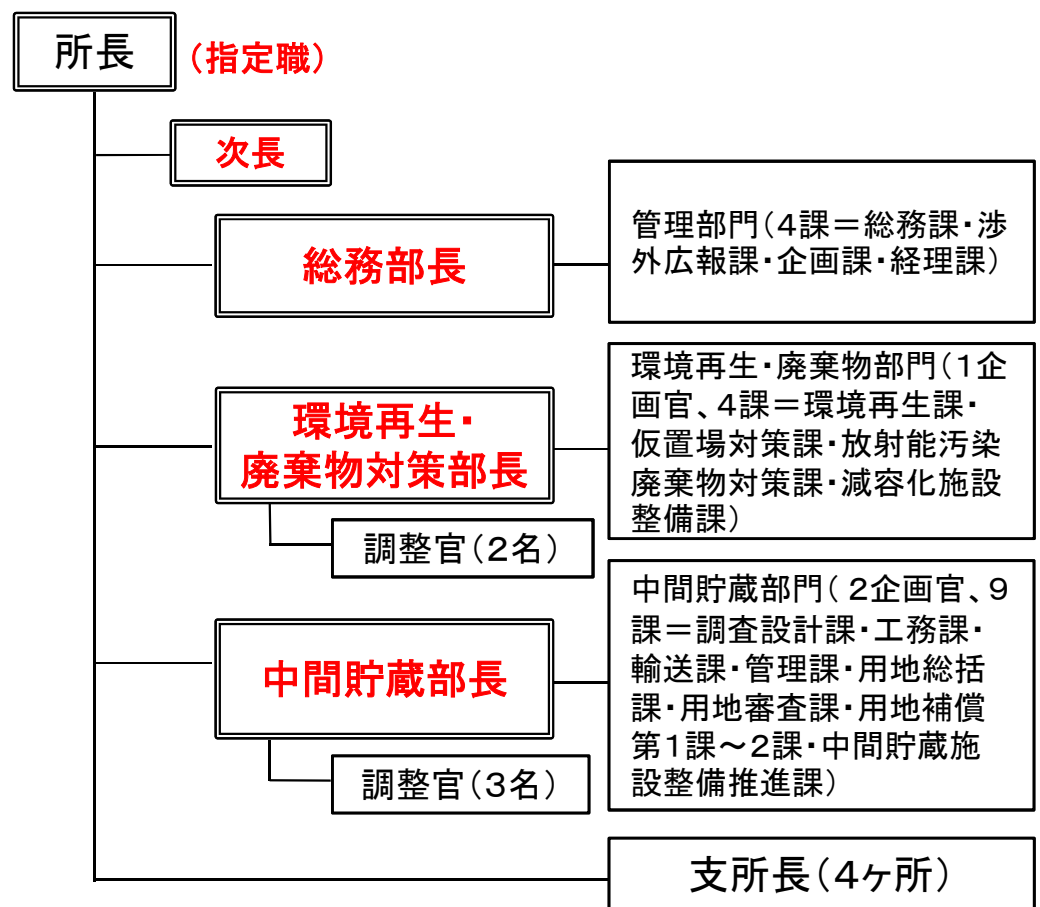 所長
（指定職）
次長
総務部長
管理部門（４課＝総務課・渉
外広報課・企画課・経理課）
環境再生・
廃棄物対策部長
環境再生・廃棄物部門（１企
画官、４課＝環境再生課・
仮置場対策課・放射能汚染
廃棄物対策課・減容化施設
整備課）
調整官（２名）
中間貯蔵部長
中間貯蔵部門（ ２企画官、９
課＝調査設計課・工務課・
輸送課・管理課・用地総括
課・用地審査課・用地補償
第１課～２課・中間貯蔵施
設整備推進課）
調整官（３名）
支所長（４ヶ所）